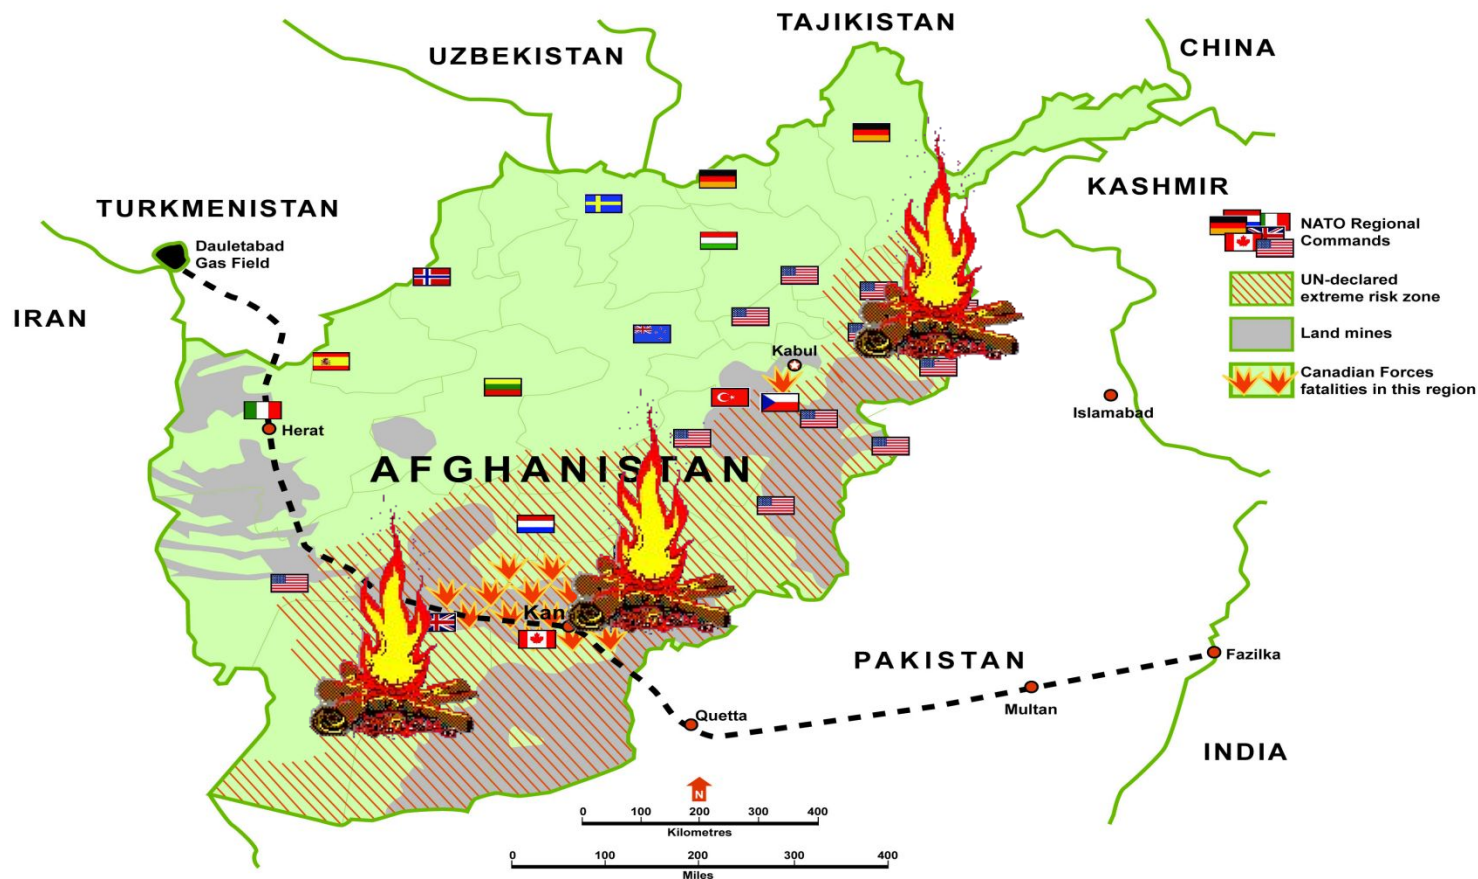 TAJIKISTAN
UZBEKISTAN
CHINA
KASHMIR
TURKMENISTAN
Dauletabad
Gas Field
IRAN
NATO Regional
Commands
UN-declared
extreme risk zone
Land mines
Canadian Forces
fatalities in this region
Kabul
Islamabad
Herat
AFGHANISTAN
Kan
PAKISTAN
Fazilka
Quetta
Multan
INDIA
N
0 100 200 300 400
Kilometres
0 100 200 300 400
Miles